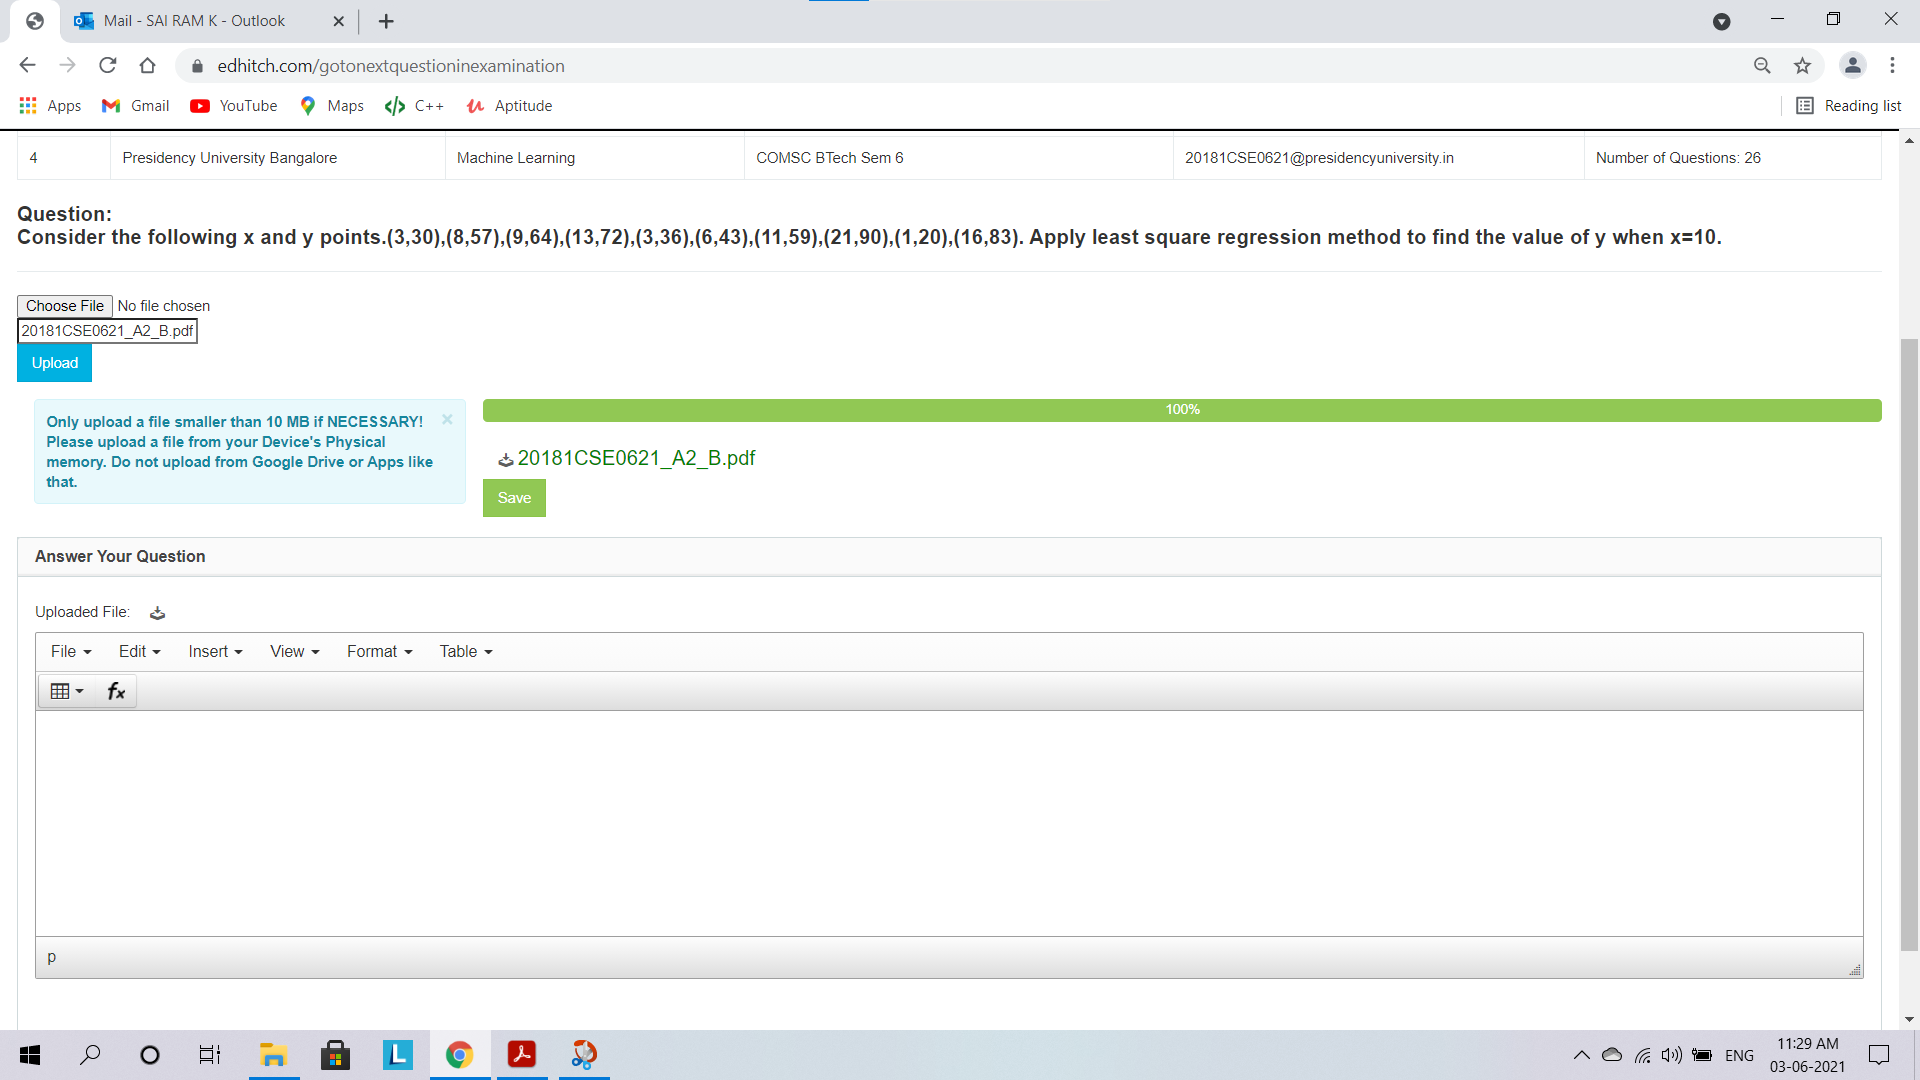 Mail - SAI RAM K - Outlook
edhitch.com/gotonextquestioninexamination
Apps Gmail YouTube Maps C++ Aptitude Reading list
4 Presidency University Bangalore Machine Learning COMSC BTech Sem 6 20181CSE0621@presidencyuniversity.in Number of Questions: 26
Question:
Consider the following x and y points.(3,30),(8,57),(9,64),(13,72),(3,36),(6,43),(11,59),(21,90),(1,20),(16,83). Apply least square regression method to find the value of y when x=10.
Choose File No file chosen
20181CSE0621_A2_B.pdf
Upload
Only upload a file smaller than 10 MB if NECESSARY!
Please upload a file from your Device's Physical
memory. Do not upload from Google Drive or Apps like
that.
100%
20181CSE0621_A2_B.pdf
Save
Answer Your Question
Uploaded File:
File Edit Insert View Format Table
fx
p
ENG 11:29 AM
03-06-2021